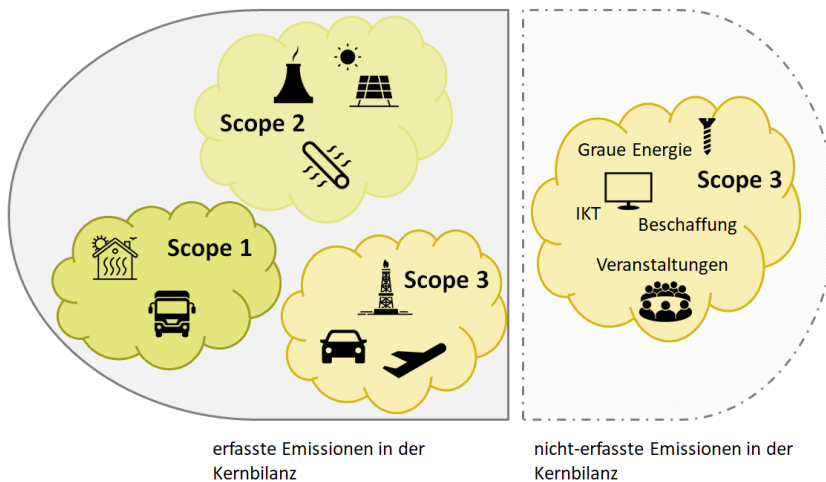 Scope 2
Scope 1
Scope 3
Graue Energie
Scope 3
IKT
Beschaffung
Veranstaltungen
erfasste Emissionen in der
Kernbilanz
nicht-erfasste Emissionen in der
Kernbilanz